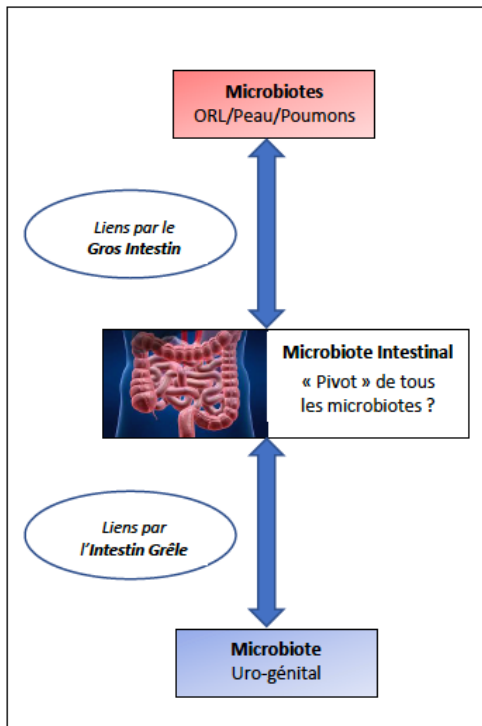 Microbiotes
ORL/Peau/Poumons
Liens par le
Gros Intestin
Microbiote Intestinal
« Pivot » de tous
les microbiotes ?
Liens par
l'Intestin Grêle
Microbiote
Uro-génital